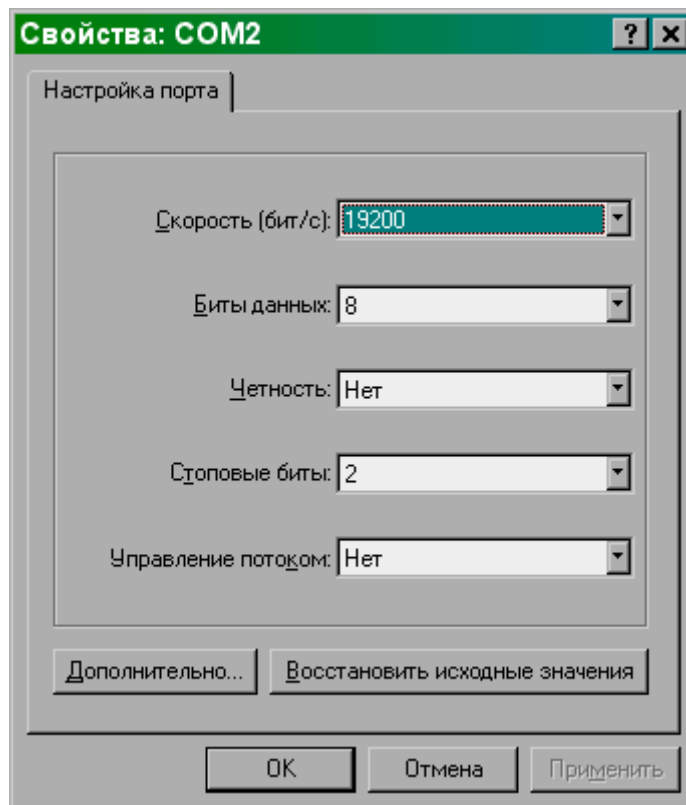 Свойства: COM2
Настройка порта
Скорость (бит/с): 19200
Биты данных: 8
Четность: Нет
Стоповые биты: 2
Управление потоком: Нет
Дополнительно... Восстановить исходные значения
OK Отмена Применить